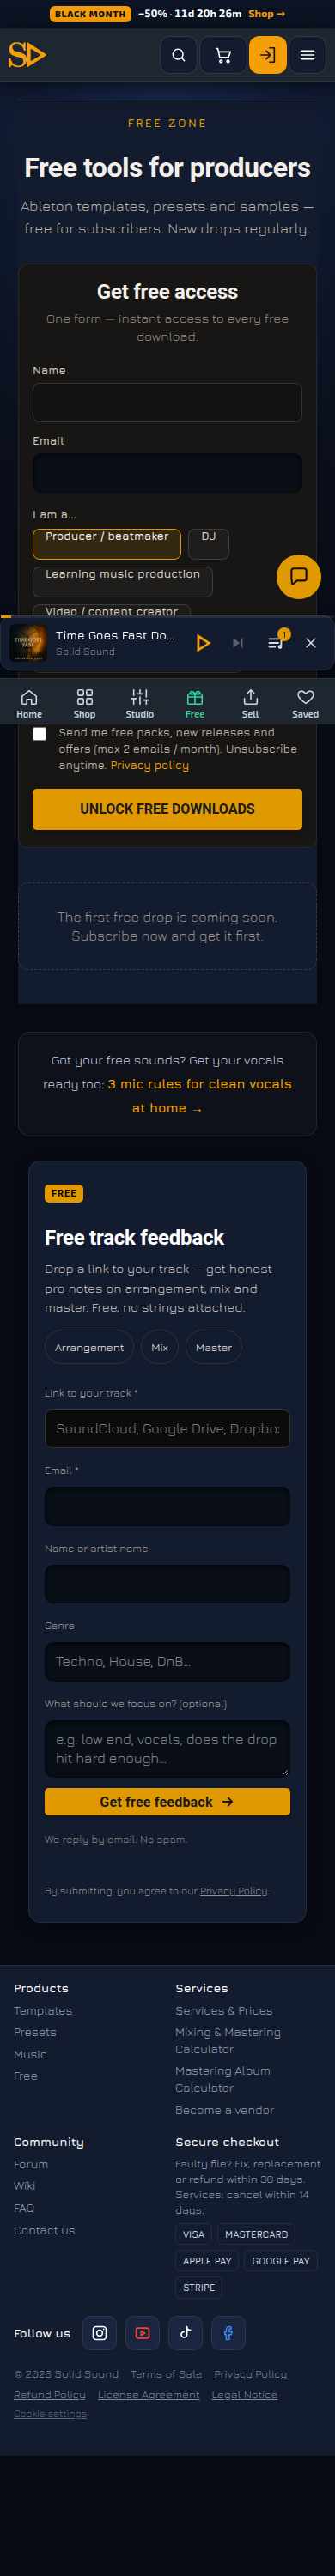 BLACK MONTH −50% · 11d 20h 26m Shop →
FREE ZONE
Free tools for producers
Ableton templates, presets and samples —
free for subscribers. New drops regularly.
Get free access
One form — instant access to every free
download.
Name
Email
I am a...
Producer / beatmaker DJ
Learning music production
Video / content creator
Time Goes Fast Do...
Solid Sound
1
Home Shop Studio Free Sell Saved
Send me free packs, new releases and
offers (max 2 emails / month). Unsubscribe
anytime. Privacy policy
UNLOCK FREE DOWNLOADS
The first free drop is coming soon.
Subscribe now and get it first.
Got your free sounds? Get your vocals
ready too: 3 mic rules for clean vocals
at home →
FREE
Free track feedback
Drop a link to your track — get honest
pro notes on arrangement, mix and
master. Free, no strings attached.
Arrangement Mix Master
Link to your track *
SoundCloud, Google Drive, Dropbo
Email *
Name or artist name
Genre
Techno, House, DnB...
What should we focus on? (optional)
e.g. low end, vocals, does the drop
hit hard enough...
Get free feedback →
We reply by email. No spam.
By submitting, you agree to our Privacy Policy.
Products
Templates
Presets
Music
Free
Services
Services & Prices
Mixing & Mastering
Calculator
Mastering Album
Calculator
Become a vendor
Community
Forum
Wiki
FAQ
Contact us
Secure checkout
Faulty file? Fix, replacement
or refund within 30 days.
Services: cancel within 14
days.
VISA MASTERCARD
APPLE PAY GOOGLE PAY
STRIPE
Follow us
© 2026 Solid Sound Terms of Sale Privacy Policy
Refund Policy License Agreement Legal Notice
Cookie settings